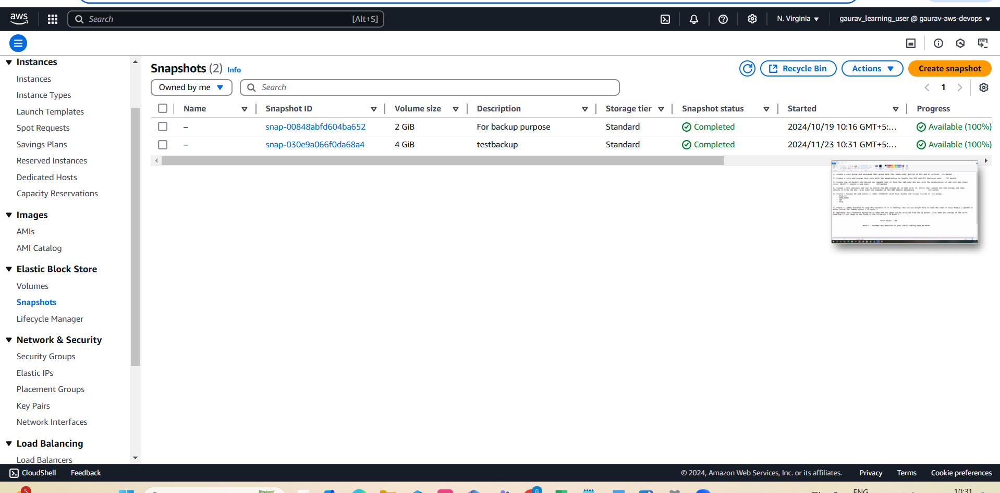 aws
Search [Alt+S]
N. Virginia
gaurav_learning_user @ gaurav-aws-devops
Instances
Instances
Instance Types
Launch Templates
Spot Requests
Savings Plans
Reserved Instances
Dedicated Hosts
Capacity Reservations
Images
AMIs
AMI Catalog
Elastic Block Store
Volumes
Snapshots
Lifecycle Manager
Network & Security
Security Groups
Elastic IPs
Placement Groups
Key Pairs
Network Interfaces
Load Balancing
Load Balancers
Snapshots (2) Info
Recycle Bin
Actions
Create snapshot
Owned by me
Search
1
Name Snapshot ID Volume size Description Storage tier Snapshot status Started Progress
– snap-00848abfd604ba652 2 GiB For backup purpose Standard Completed 2024/10/19 10:16 GMT+5:... Available (100%)
– snap-030e9a066f0da68a4 4 GiB testbackup Standard Completed 2024/11/23 10:31 GMT+5:... Available (100%)
CloudShell Feedback
© 2024, Amazon Web Services, Inc. or its affiliates. Privacy Terms Cookie preferences
5
G
ENG
10:31